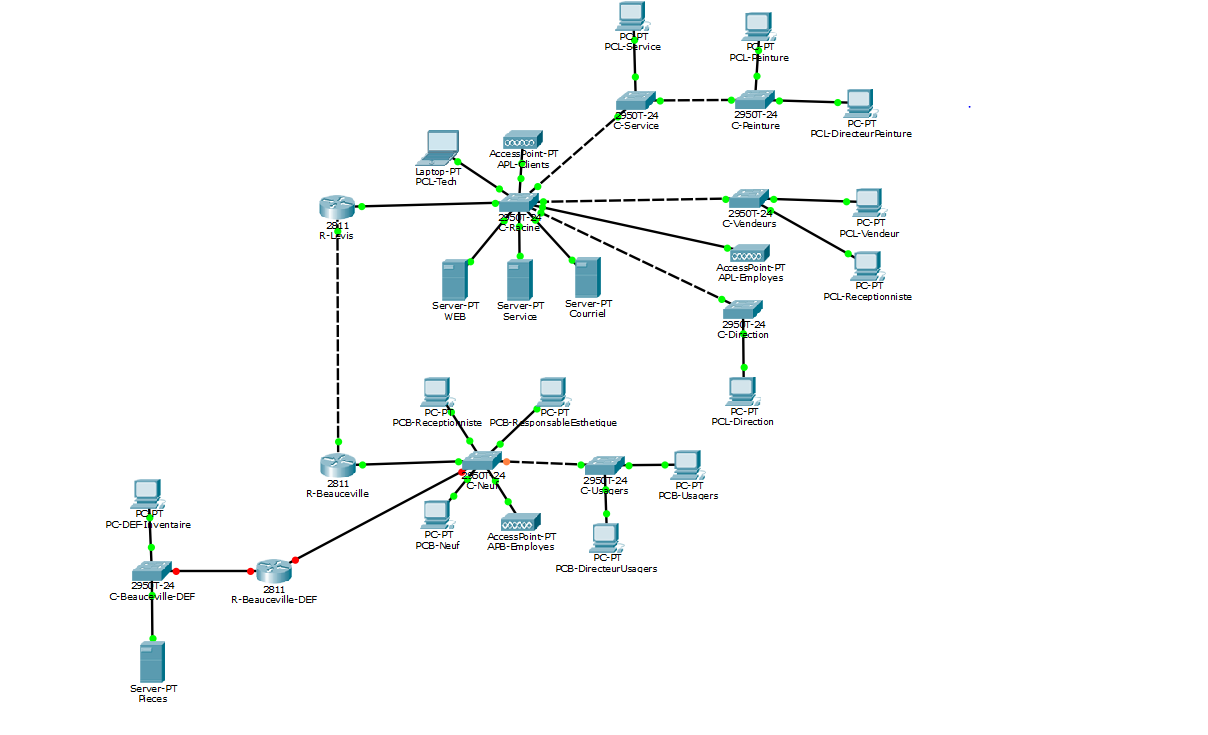 PC-PT
PCL-Service
PC-PT
PCL-Peinture
2950T-24
C-Service
2950T-24
C-Peinture
PC-PT
PCL-DirecteurPeinture
AccessPoint-PT
APL-Clients
Laptop-PT
PCL-Tech
2811
R-Levis
2950T-24
C-Racine
2950T-24
C-Vendeurs
PC-PT
PCL-Vendeur
AccessPoint-PT
APL-Employes
PC-PT
PCL-Receptionniste
Server-PT
WEB
Server-PT
Service
Server-PT
Courriel
2950T-24
C-Direction
PC-PT
PCL-Direction
PC-PT
PCB-Receptionniste
PC-PT
PCB-ResponsableEsthetique
2811
R-Beauceville
2950T-24
C-Neuf
2950T-24
C-Usagers
PC-PT
PCB-Usagers
PC-PT
PC-DEF-Inventaire
PC-PT
PCB-Neuf
AccessPoint-PT
APB-Employes
PC-PT
PCB-DirecteurUsagers
2950T-24
C-Beauceville-DEF
2811
R-Beauceville-DEF
Server-PT
Pieces